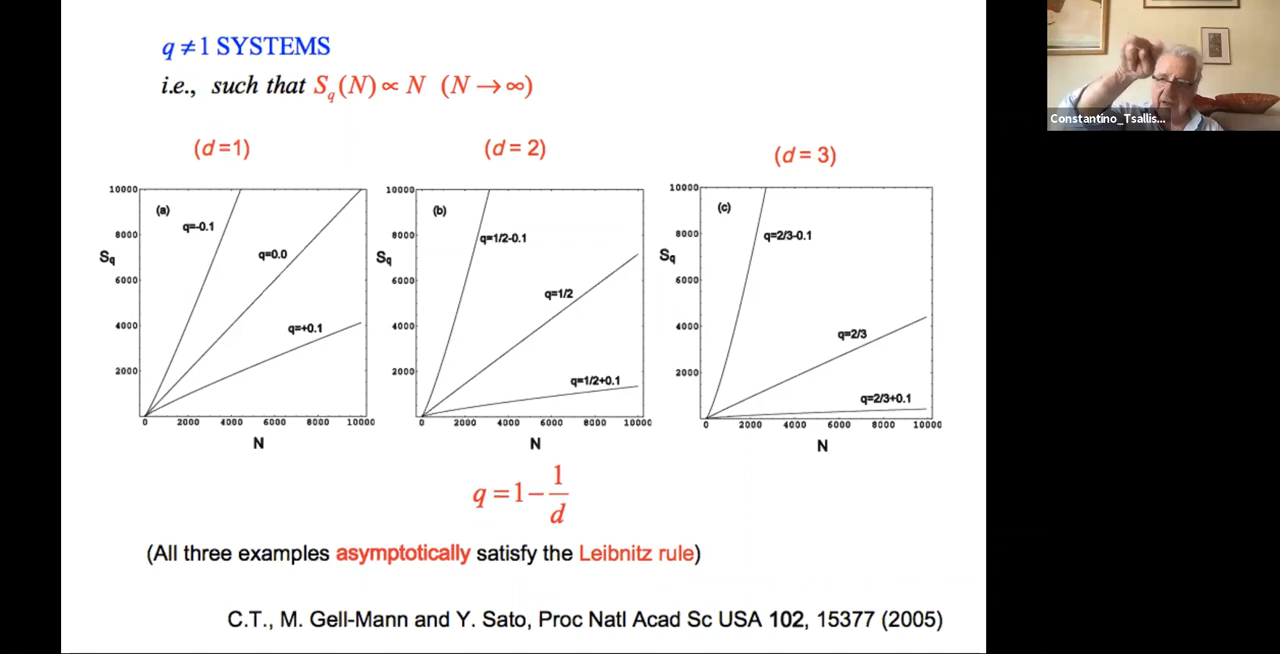 q ≠ 1 SYSTEMS
i.e., such that S_q(N) ∝ N (N → ∞)
(d = 1)
(d = 2)
(d = 3)
(a)
10000
8000
6000
4000
2000
S_q
q=-0.1
q=0.0
q=+0.1
0 2000 4000 6000 8000 10000
N
(b)
10000
8000
6000
4000
2000
S_q
q=1/2-0.1
q=1/2
q=1/2+0.1
0 2000 4000 6000 8000 10000
N
(c)
10000
8000
6000
4000
2000
S_q
q=2/3-0.1
q=2/3
q=2/3+0.1
0 2000 4000 6000 8000 10000
N
q = 1 − 1/d
(All three examples asymptotically satisfy the Leibnitz rule)
C.T., M. Gell-Mann and Y. Sato, Proc Natl Acad Sc USA 102, 15377 (2005)
Constantino_Tsallis...